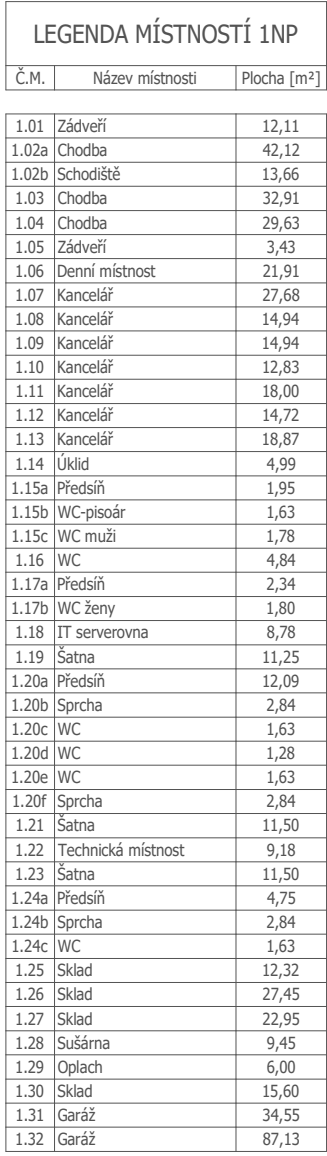 LEGENDA MÍSTNOSTÍ 1NP
Č.M. Název místnosti Plocha [m²]
1.01 Zádveří 12,11
1.02a Chodba 42,12
1.02b Schodiště 13,66
1.03 Chodba 32,91
1.04 Chodba 29,63
1.05 Zádveří 3,43
1.06 Denní místnost 21,91
1.07 Kancelář 27,68
1.08 Kancelář 14,94
1.09 Kancelář 14,94
1.10 Kancelář 12,83
1.11 Kancelář 18,00
1.12 Kancelář 14,72
1.13 Kancelář 18,87
1.14 Úklid 4,99
1.15a Předsíň 1,95
1.15b WC-pisoár 1,63
1.15c WC muži 1,78
1.16 WC 4,84
1.17a Předsíň 2,34
1.17b WC ženy 1,80
1.18 IT serverovna 8,78
1.19 Šatna 11,25
1.20a Předsíň 12,09
1.20b Sprcha 2,84
1.20c WC 1,63
1.20d WC 1,28
1.20e WC 1,63
1.20f Sprcha 2,84
1.21 Šatna 11,50
1.22 Technická místnost 9,18
1.23 Šatna 11,50
1.24a Předsíň 4,75
1.24b Sprcha 2,84
1.24c WC 1,63
1.25 Sklad 12,32
1.26 Sklad 27,45
1.27 Sklad 22,95
1.28 Sušárna 9,45
1.29 Oplach 6,00
1.30 Sklad 15,60
1.31 Garáž 34,55
1.32 Garáž 87,13